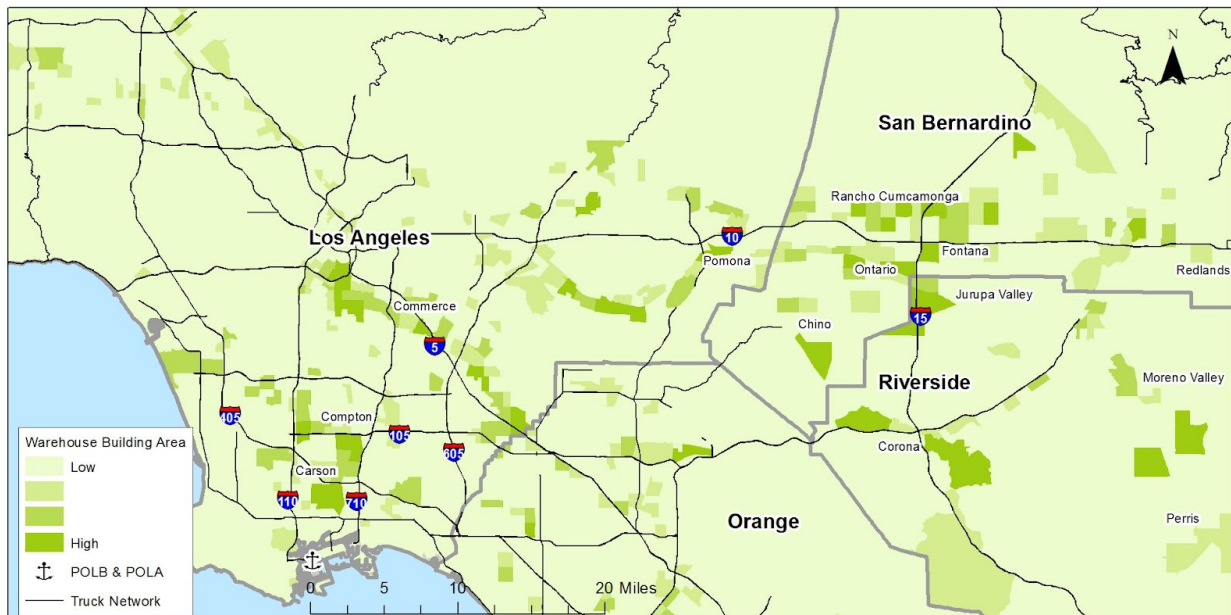 N
San Bernardino
Rancho Cumcamonga
Los Angeles
10
Fontana
Pomona
Ontario
Redlands
Jurupa Valley
Commerce
15
Chino
5
Riverside
Moreno Valley
405
Compton
105
Corona
605
Carson
110
710
Orange
Perris
Warehouse Building Area
Low
High
POLB & POLA
Truck Network
0 5 10 20 Miles